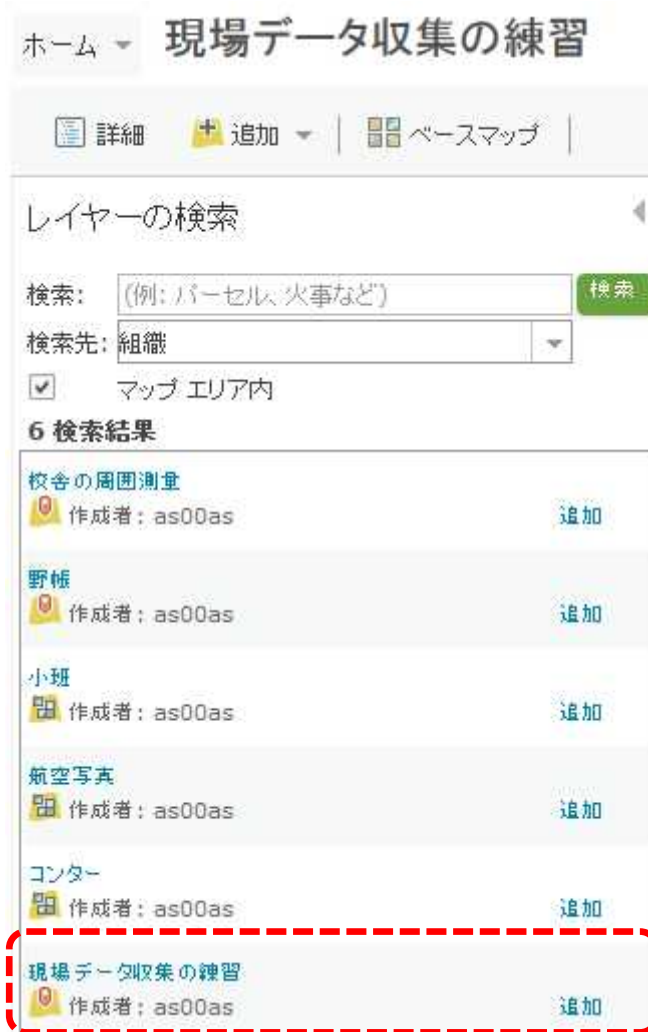 ホーム 現場データ収集の練習
詳細 追加 ベースマップ
レイヤーの検索
検索: (例: パーセル、火事など) 検索
検索先: 組織
マップ エリア内
6 検索結果
校舎の周囲測量
作成者: as00as 追加
野帳
作成者: as00as 追加
小班
作成者: as00as 追加
航空写真
作成者: as00as 追加
コンター
作成者: as00as 追加
現場データ収集の練習
作成者: as00as 追加